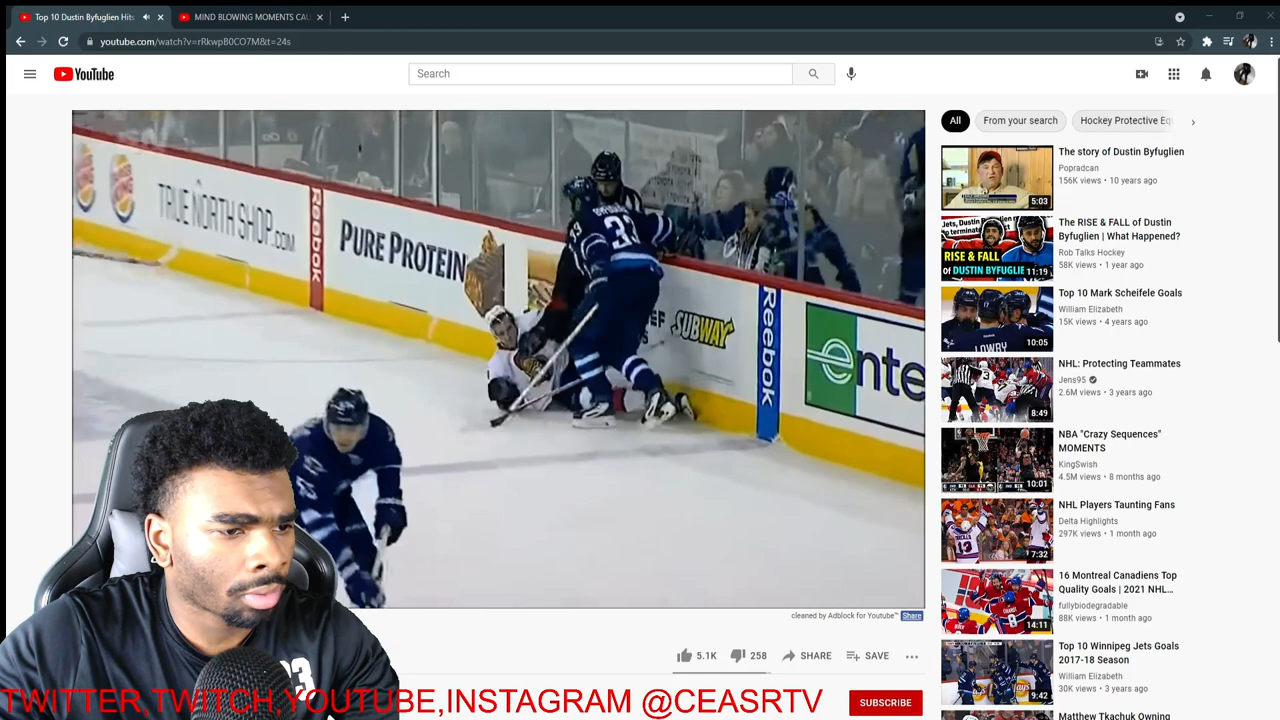 Top 10 Dustin Byfuglien Hits
MIND BLOWING MOMENTS CAU
youtube.com/watch?v=rRkwpB0CO7M&t=24s
YouTube
Search
All
From your search
Hockey Protective Eq
TRUE NORTH SHOP.COM
Reebok
PURE PROTEIN
33
SUBWAY
Reebok
ente
cleaned by Adblock for Youtube™ Share
5.1K
258
SHARE
SAVE
SUBSCRIBE
TWITTER,TWITCH,YOUTUBE,INSTAGRAM @CEASRTV
The story of Dustin Byfuglien
Popradcan
156K views • 10 years ago
5:03
The RISE & FALL of Dustin
Byfuglien | What Happened?
Rob Talks Hockey
58K views • 1 year ago
RISE & FALL
of DUSTIN BYFUGLIE
11:19
Top 10 Mark Scheifele Goals
William Elizabeth
15K views • 4 years ago
LOWRY
10:05
NHL: Protecting Teammates
Jens95
2.6M views • 3 years ago
8:49
NBA "Crazy Sequences"
MOMENTS
KingSwish
4.5M views • 8 months ago
10:01
NHL Players Taunting Fans
Delta Highlights
297K views • 1 month ago
7:32
16 Montreal Canadiens Top
Quality Goals | 2021 NHL...
fullybiodegradable
88K views • 1 month ago
14:11
Top 10 Winnipeg Jets Goals
2017-18 Season
William Elizabeth
30K views • 3 years ago
9:42
Matthew Tkachuk Owning